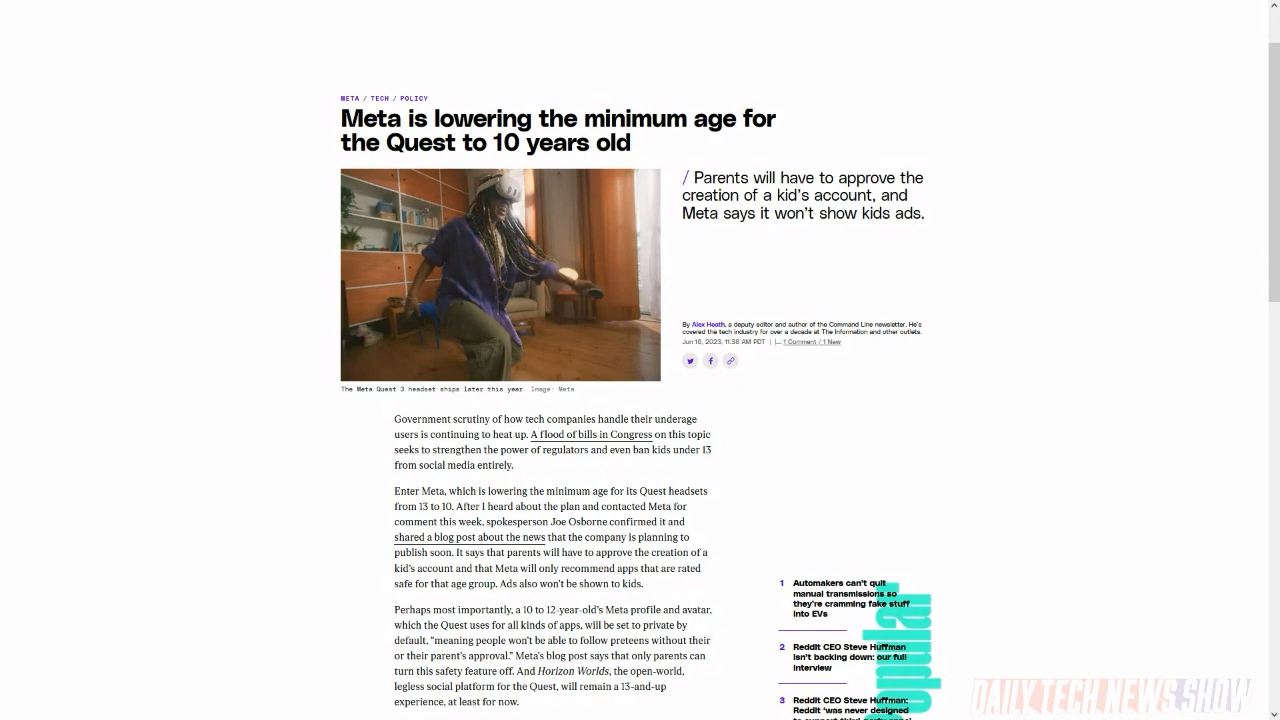 META / TECH / POLICY
Meta is lowering the minimum age for
the Quest to 10 years old
/ Parents will have to approve the
creation of a kid's account, and
Meta says it won't show kids ads.
By Alex Heath, a deputy editor and author of the Command Line newsletter. He's
covered the tech industry for over a decade at The Information and other outlets.
Jun 16, 2023, 11:38 AM PDT | 1 Comment / 1 New
The Meta Quest 3 headset ships later this year. Image: Meta
Government scrutiny of how tech companies handle their underage
users is continuing to heat up. A flood of bills in Congress on this topic
seeks to strengthen the power of regulators and even ban kids under 13
from social media entirely.
Enter Meta, which is lowering the minimum age for its Quest headsets
from 13 to 10. After I heard about the plan and contacted Meta for
comment this week, spokesperson Joe Osborne confirmed it and
shared a blog post about the news that the company is planning to
publish soon. It says that parents will have to approve the creation of a
kid's account and that Meta will only recommend apps that are rated
safe for that age group. Ads also won't be shown to kids.
Perhaps most importantly, a 10 to 12-year-old's Meta profile and avatar,
which the Quest uses for all kinds of apps, will be set to private by
default, "meaning people won't be able to follow preteens without their
or their parent's approval." Meta's blog post says that only parents can
turn this safety feature off. And Horizon Worlds, the open-world,
legless social platform for the Quest, will remain a 13-and-up
experience, at least for now.
1 Automakers can't quit
manual transmissions so
they're cramming fake stuff
into EVs
2 Reddit CEO Steve Huffman
isn't backing down: our full
interview
3 Reddit CEO Steve Huffman:
Reddit 'was never designed
DAILY TECH NEWS SHOW